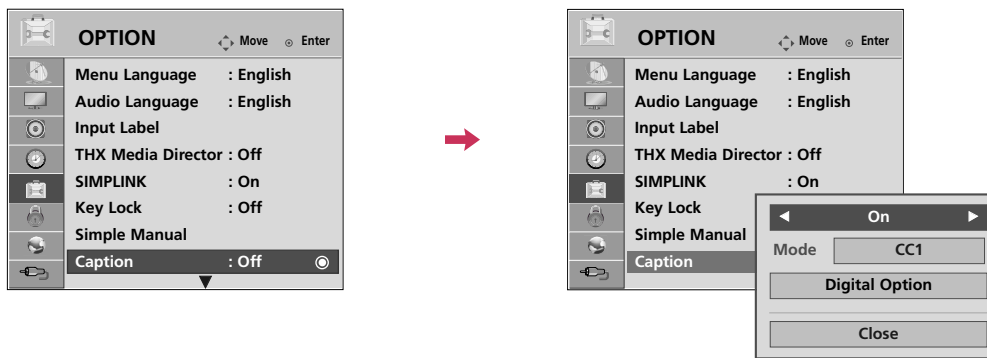 OPTION Move Enter
Menu Language : English
Audio Language : English
Input Label
THX Media Director : Off
SIMPLINK : On
Key Lock : Off
Simple Manual
Caption : Off
OPTION Move Enter
Menu Language : English
Audio Language : English
Input Label
THX Media Director : Off
SIMPLINK : On
Key Lock
Simple Manual
Caption
On
Mode CC1
Digital Option
Close